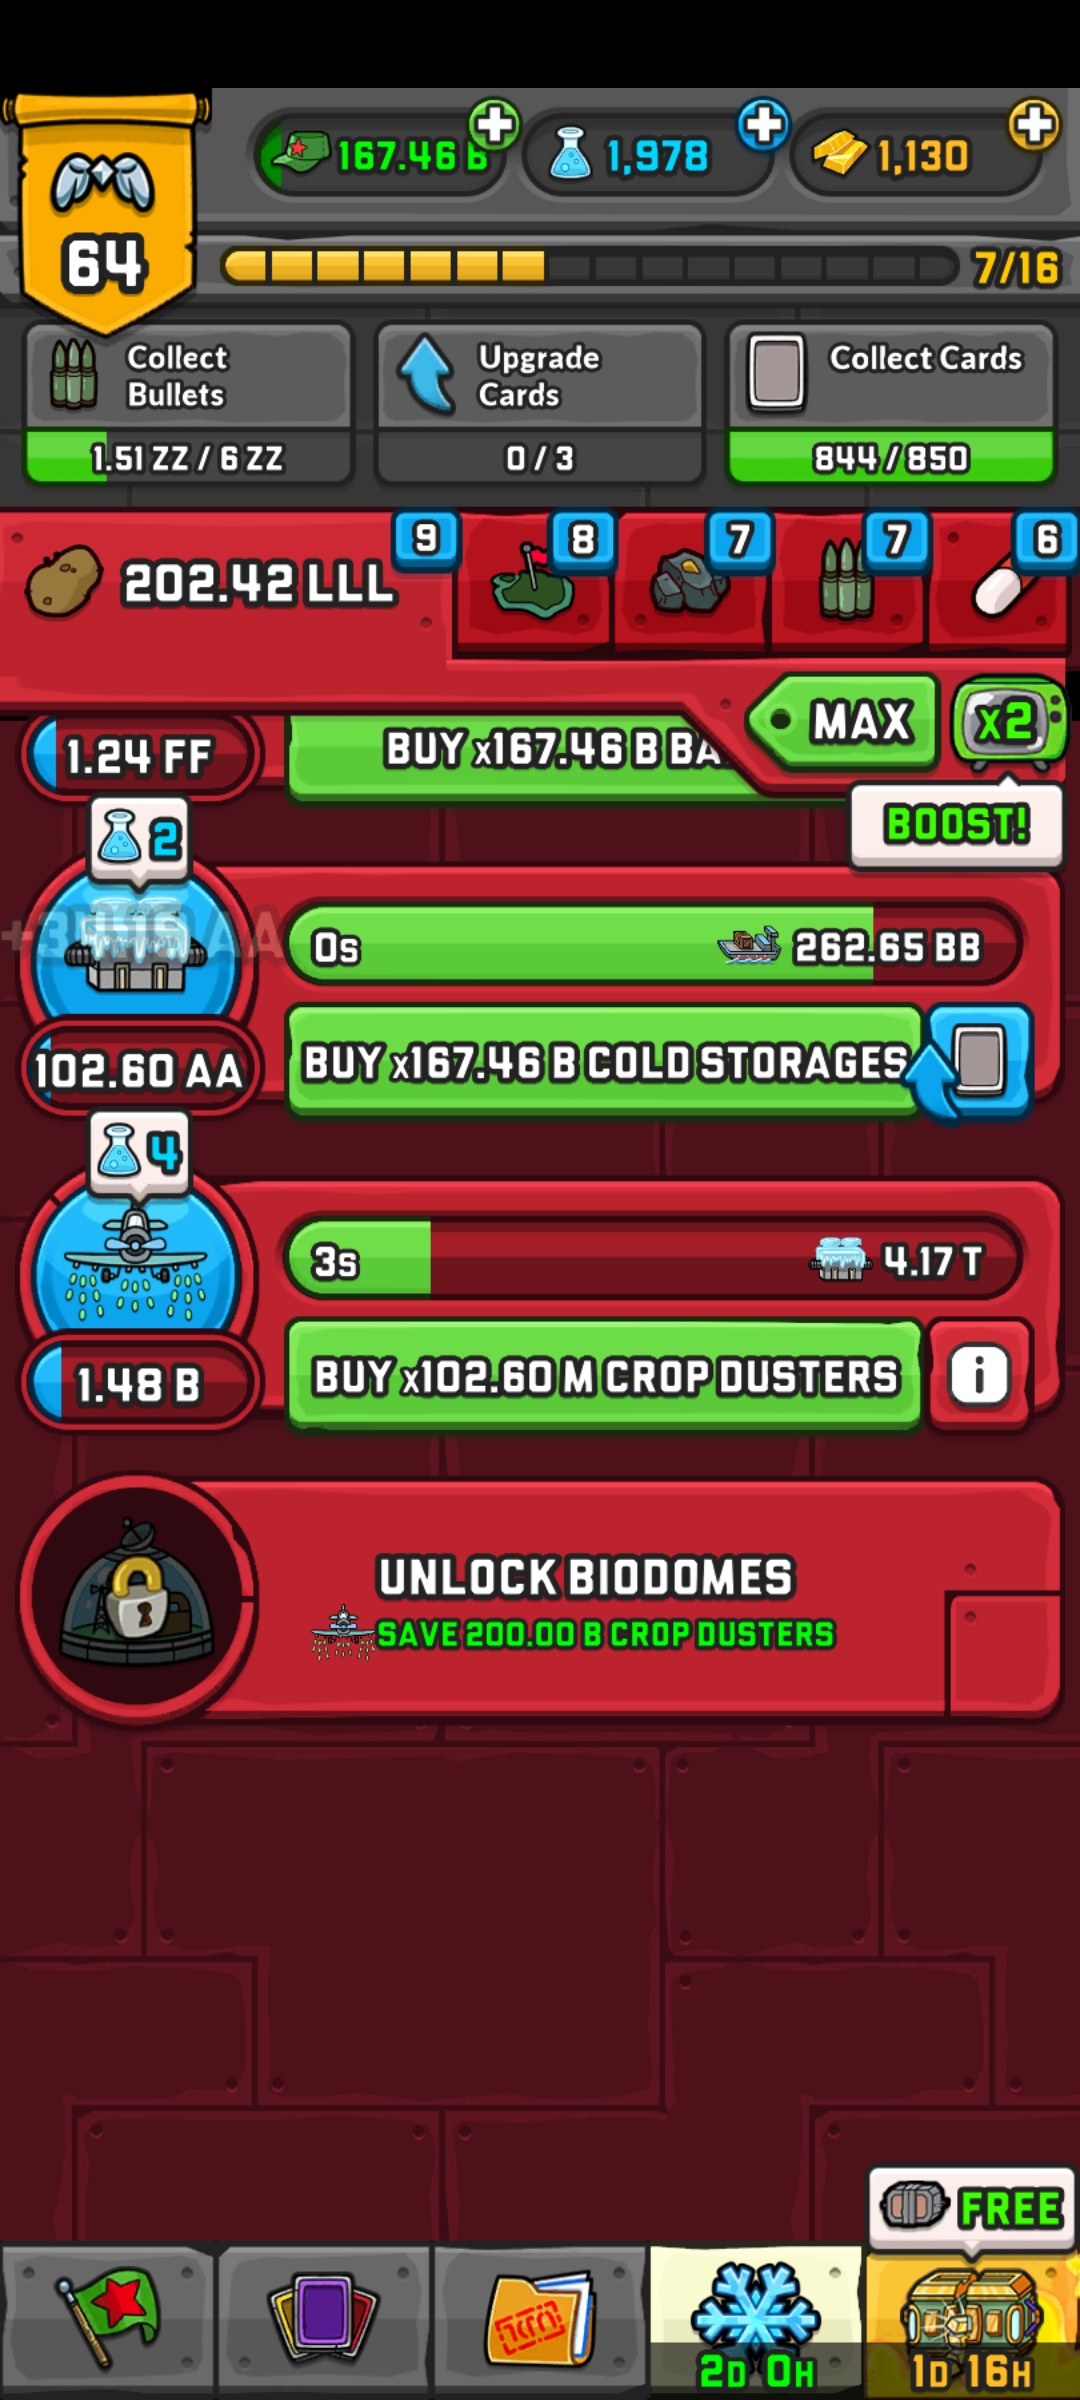 64
167.46 B
1,978
1,130
7/16
Collect
Bullets
1.51 ZZ / 6 ZZ
Upgrade
Cards
0 / 3
Collect Cards
844 / 850
202.42 LLL
9
8
7
7
6
MAX
x2
BOOST!
1.24 FF
BUY x167.46 B
2
0s
262.65 BB
102.60 AA
BUY x167.46 B COLD STORAGES
4
3s
4.17 T
1.48 B
BUY x102.60 M CROP DUSTERS
i
UNLOCK BIODOMES
SAVE 200.00 B CROP DUSTERS
FREE
2D 0H
1D 16H